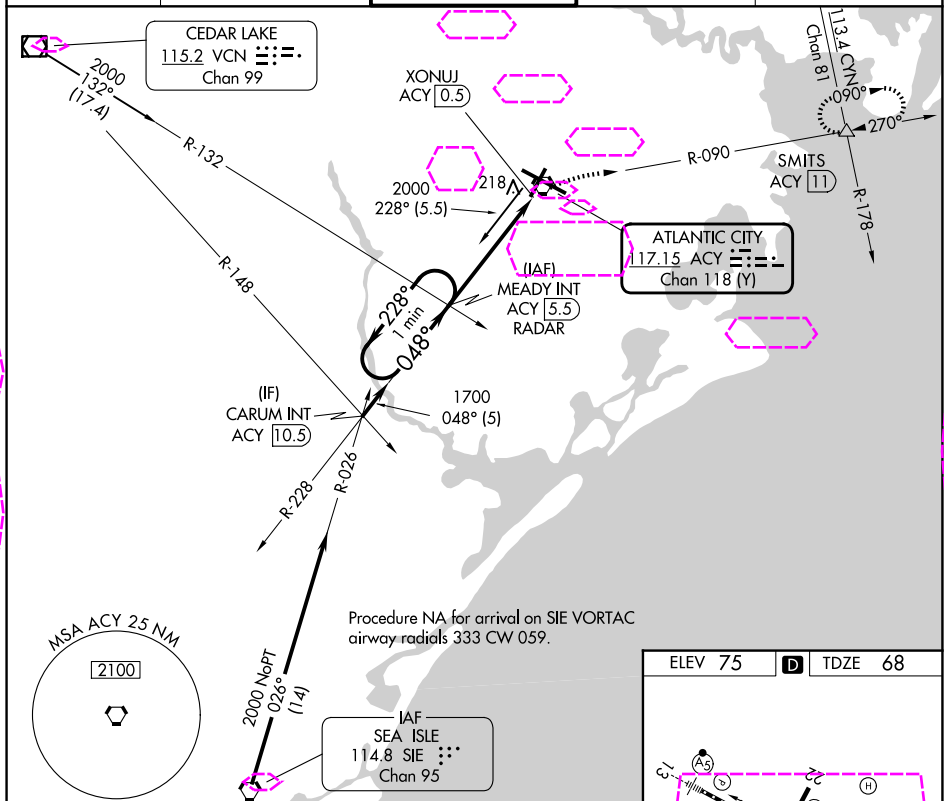 CEDAR LAKE
115.2 VCN
Chan 99
2000
132°
(17.4)
R-132
R-148
XONUJ
ACY 0.5
113.4 CYN
Chan 81
090°
270°
R-090
SMITS
ACY 11
R-178
218
2000
228° (5.5)
ATLANTIC CITY
117.15 ACY
Chan 118 (Y)
(IAF)
MEADY INT
ACY 5.5
RADAR
228°
1 min
048°
(IF)
CARUM INT
ACY 10.5
1700
048° (5)
R-228
R-026
Procedure NA for arrival on SIE VORTAC
airway radials 333 CW 059.
MSA ACY 25 NM
2100
2000 NoPT
026°
(14)
IAF
SEA ISLE
114.8 SIE
Chan 95
ELEV 75 D TDZE 68
A5
13
P
22
H